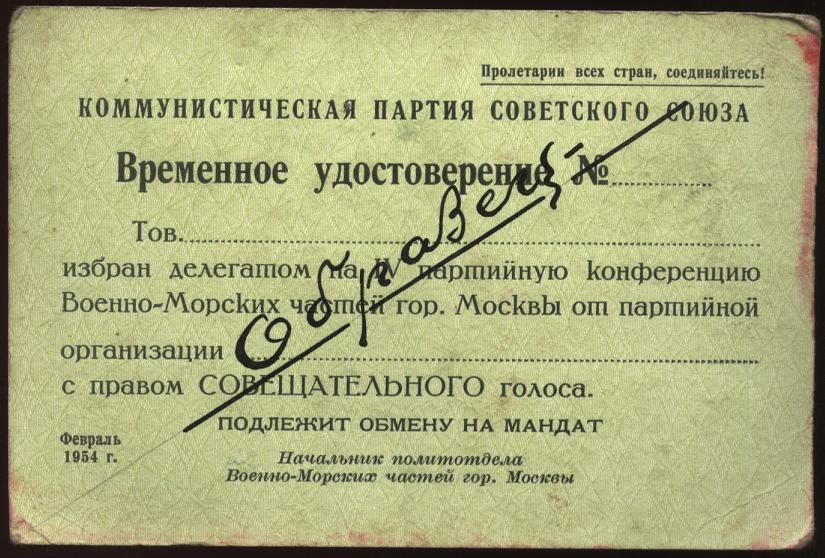 Пролетарии всех стран, соединяйтесь!
КОММУНИСТИЧЕСКАЯ ПАРТИЯ СОВЕТСКОГО СОЮЗА
Временное удостоверение №
Тов.
избран делегатом на IV партийную конференцию
Военно-Морских частей гор. Москвы от партийной
организации
с правом СОВЕЩАТЕЛЬНОГО голоса.
ПОДЛЕЖИТ ОБМЕНУ НА МАНДАТ
Февраль
1954 г.
Начальник политотдела
Военно-Морских частей гор. Москвы
Образец